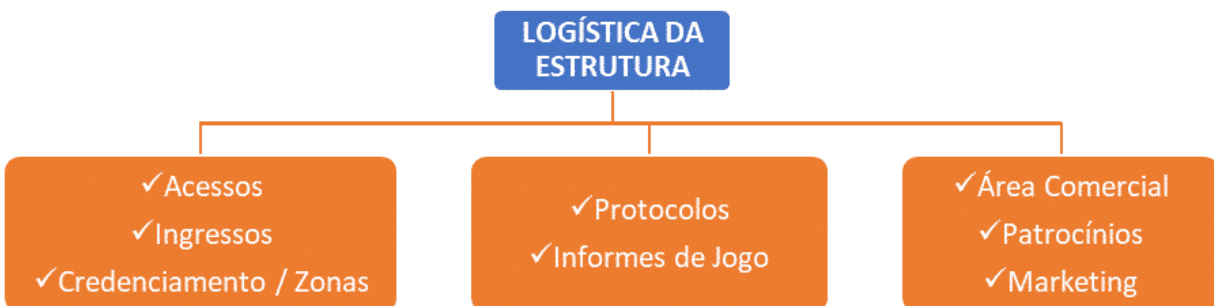 LOGÍSTICA DA
ESTRUTURA
✓Acessos
✓Ingressos
✓Credenciamento / Zonas
✓Protocolos
✓Informes de Jogo
✓Área Comercial
✓Patrocínios
✓Marketing